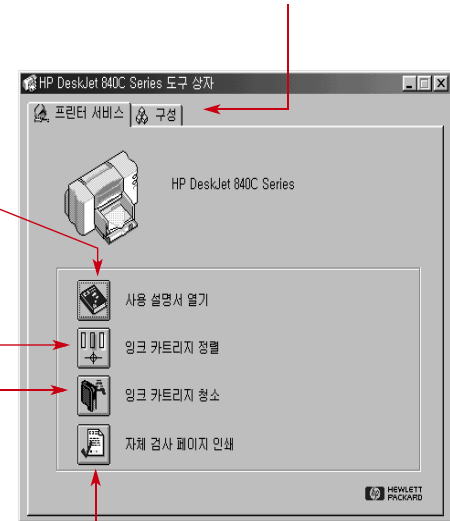 HP DeskJet 840C Series 도구 상자
프린터 서비스 구성
HP DeskJet 840C Series
사용 설명서 열기
잉크 카트리지 정렬
잉크 카트리지 청소
자체 검사 페이지 인쇄
hp HEWLETT
PACKARD